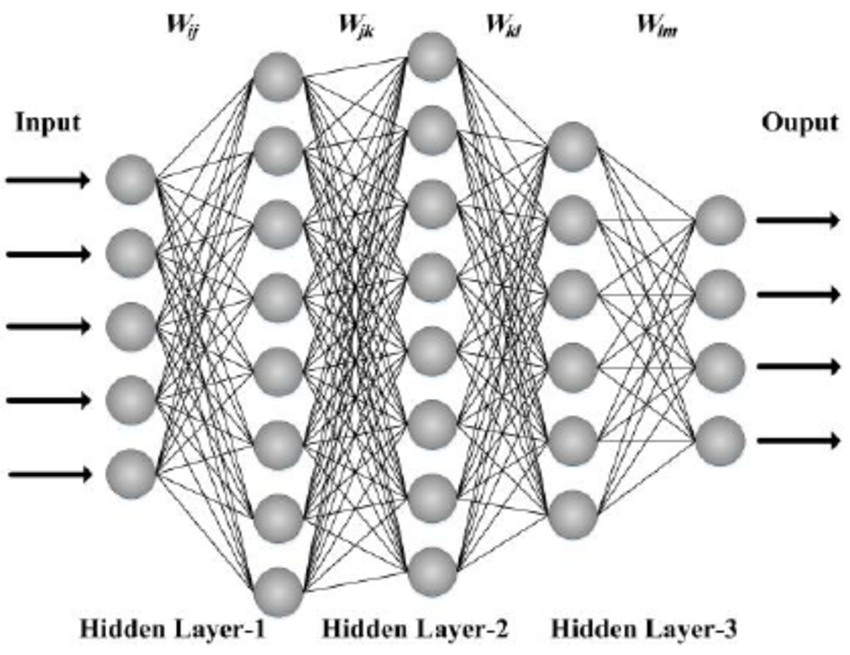 Wij
Wjk
Wkl
Wlm
Input
Ouput
Hidden Layer-1
Hidden Layer-2
Hidden Layer-3